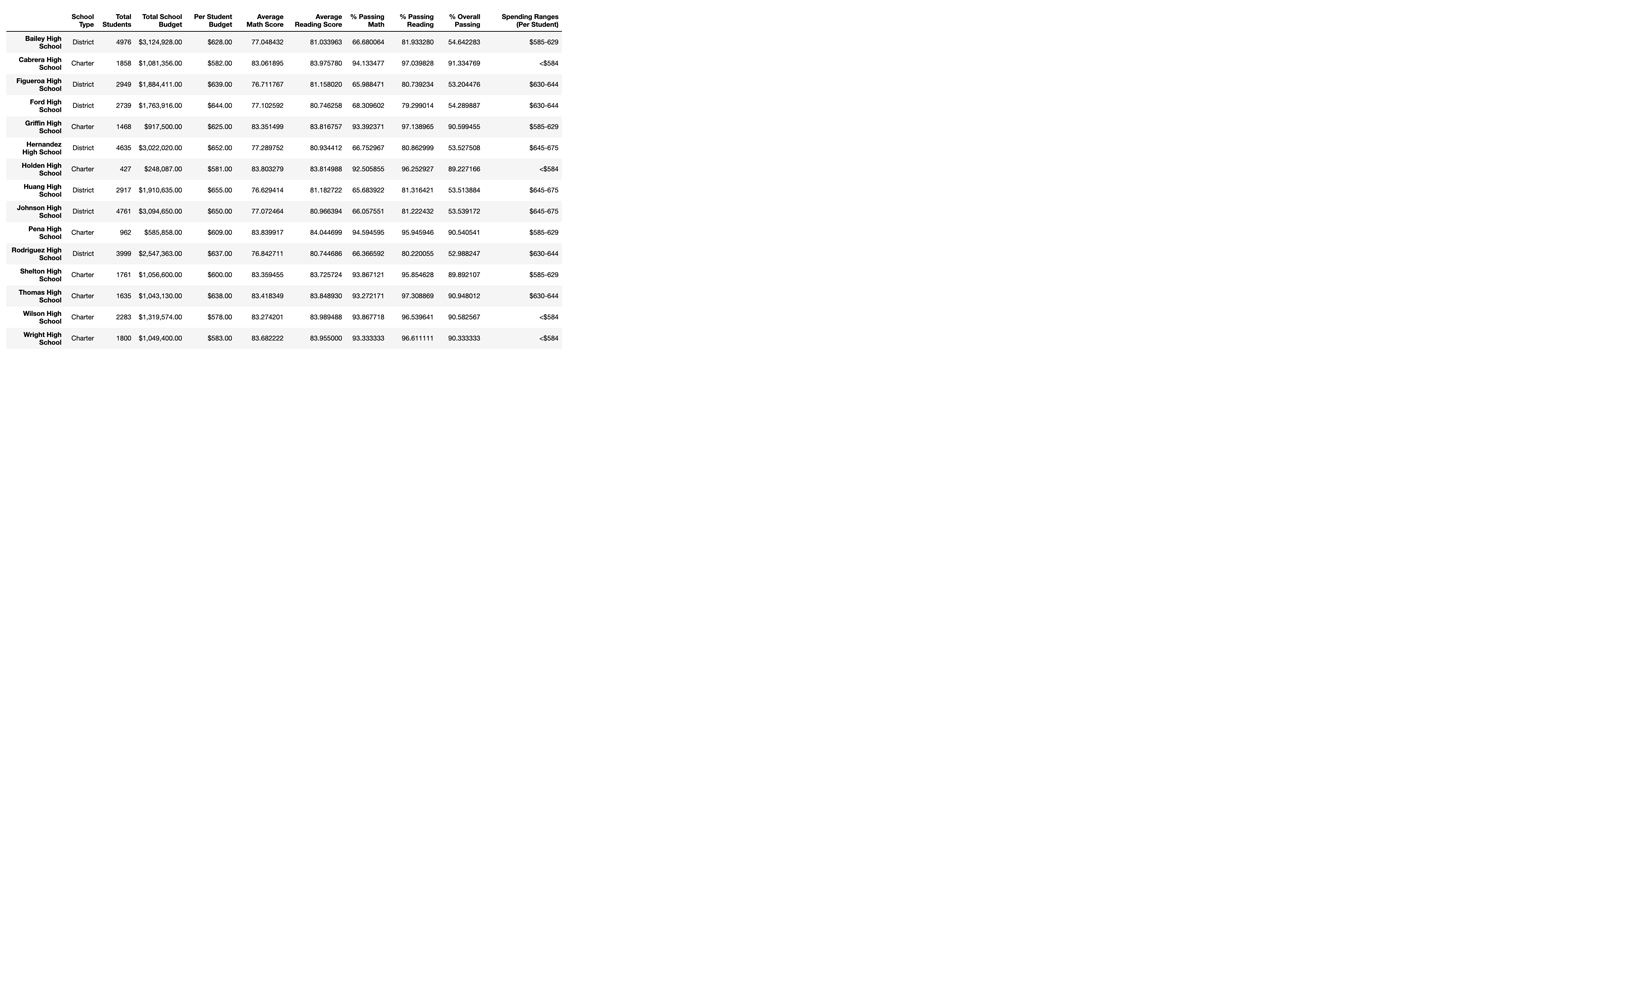 School Total Total School Per Student Average Average % Passing % Passing % Overall Spending Ranges
Type Students Budget Budget Math Score Reading Score Math Reading Passing (Per Student)
Bailey High
School District 4976 $3,124,928.00 $628.00 77.048432 81.033963 66.680064 81.933280 54.642283 $585-629
Cabrera High
School Charter 1858 $1,081,356.00 $582.00 83.061895 83.975780 94.133477 97.039828 91.334769 <$584
Figueroa High
School District 2949 $1,884,411.00 $639.00 76.711767 81.158020 65.988471 80.739234 53.204476 $630-644
Ford High
School District 2739 $1,763,916.00 $644.00 77.102592 80.746258 68.309602 79.299014 54.289887 $630-644
Griffin High
School Charter 1468 $917,500.00 $625.00 83.351499 83.816757 93.392371 97.138965 90.599455 $585-629
Hernandez
High School District 4635 $3,022,020.00 $652.00 77.289752 80.934412 66.752967 80.862999 53.527508 $645-675
Holden High
School Charter 427 $248,087.00 $581.00 83.803279 83.814988 92.505855 96.252927 89.227166 <$584
Huang High
School District 2917 $1,910,635.00 $655.00 76.629414 81.182722 65.683922 81.316421 53.513884 $645-675
Johnson High
School District 4761 $3,094,650.00 $650.00 77.072464 80.966394 66.057551 81.222432 53.539172 $645-675
Pena High
School Charter 962 $585,858.00 $609.00 83.839917 84.044699 94.594595 95.945946 90.540541 $585-629
Rodriguez High
School District 3999 $2,547,363.00 $637.00 76.842711 80.744686 66.366592 80.220055 52.988247 $630-644
Shelton High
School Charter 1761 $1,056,600.00 $600.00 83.359455 83.725724 93.867121 95.854628 89.892107 $585-629
Thomas High
School Charter 1635 $1,043,130.00 $638.00 83.418349 83.848930 93.272171 97.308869 90.948012 $630-644
Wilson High
School Charter 2283 $1,319,574.00 $578.00 83.274201 83.989488 93.867718 96.539641 90.582567 <$584
Wright High
School Charter 1800 $1,049,400.00 $583.00 83.682222 83.955000 93.333333 96.611111 90.333333 <$584